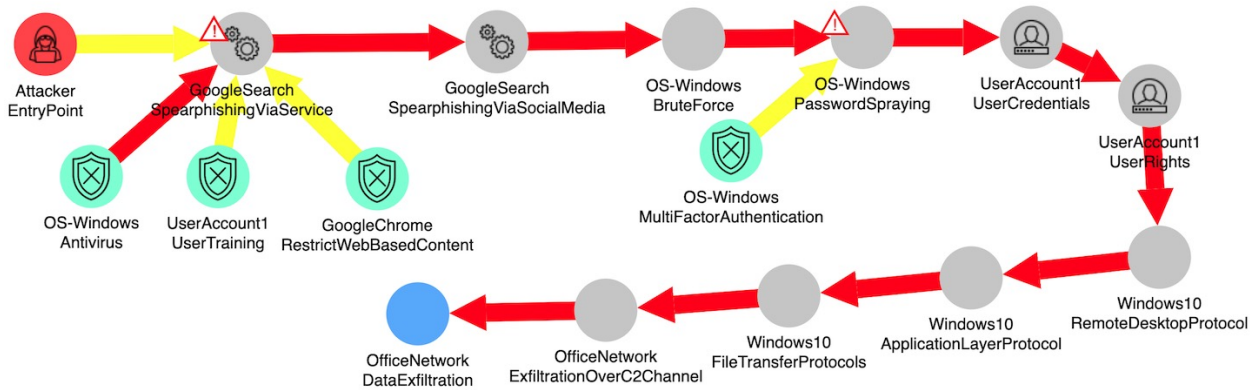 Attacker
EntryPoint
GoogleSearch
SpearphishingViaService
GoogleSearch
SpearphishingViaSocialMedia
OS-Windows
BruteForce
OS-Windows
PasswordSpraying
UserAccount1
UserCredentials
UserAccount1
UserRights
OS-Windows
Antivirus
UserAccount1
UserTraining
GoogleChrome
RestrictWebBasedContent
OS-Windows
MultiFactorAuthentication
Windows10
RemoteDesktopProtocol
Windows10
ApplicationLayerProtocol
Windows10
FileTransferProtocols
OfficeNetwork
ExfiltrationOverC2Channel
OfficeNetwork
DataExfiltration